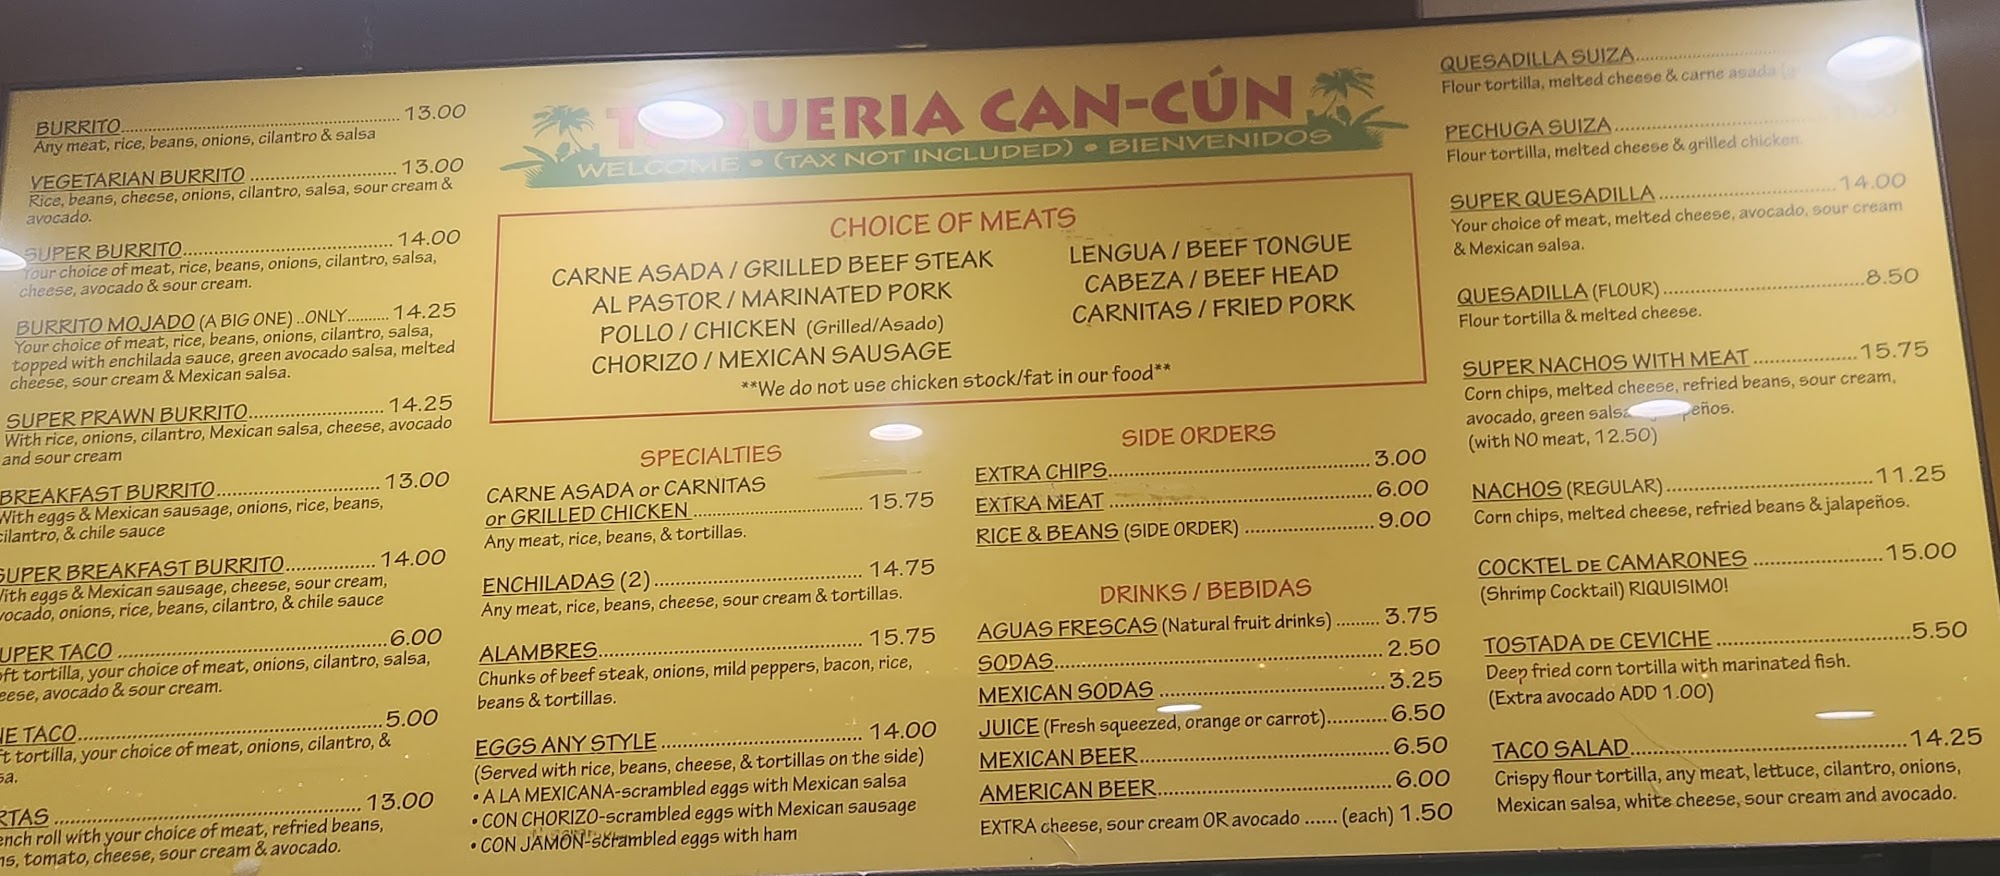 BURRITO 13.00
Any meat, rice, beans, onions, cilantro & salsa
VEGETARIAN BURRITO 13.00
Rice, beans, cheese, onions, cilantro, salsa, sour cream &
avocado.
SUPER BURRITO 14.00
Your choice of meat, rice, beans, onions, cilantro, salsa,
cheese, avocado & sour cream.
BURRITO MOJADO (A BIG ONE) ..ONLY 14.25
Your choice of meat, rice, beans, onions, cilantro, salsa,
topped with enchilada sauce, green avocado salsa, melted
cheese, sour cream & Mexican salsa.
SUPER PRAWN BURRITO 14.25
With rice, onions, cilantro, Mexican salsa, cheese, avocado
and sour cream
BREAKFAST BURRITO 13.00
With eggs & Mexican sausage, onions, rice, beans,
cilantro, & chile sauce
SUPER BREAKFAST BURRITO 14.00
With eggs & Mexican sausage, cheese, sour cream,
avocado, onions, rice, beans, cilantro, & chile sauce
UPER TACO 6.00
oft tortilla, your choice of meat, onions, cilantro, salsa,
eese, avocado & sour cream.
NE TACO 5.00
ft tortilla, your choice of meat, onions, cilantro, &
sa.
RTAS 13.00
ench roll with your choice of meat, refried beans,
ns, tomato, cheese, sour cream & avocado.
TAQUERIA CAN-CÚN
WELCOME • (TAX NOT INCLUDED) • BIENVENIDOS
CHOICE OF MEATS
CARNE ASADA / GRILLED BEEF STEAK
AL PASTOR / MARINATED PORK
POLLO / CHICKEN (Grilled/Asado)
CHORIZO / MEXICAN SAUSAGE
LENGUA / BEEF TONGUE
CABEZA / BEEF HEAD
CARNITAS / FRIED PORK
**We do not use chicken stock/fat in our food**
SPECIALTIES
CARNE ASADA or CARNITAS
or GRILLED CHICKEN 15.75
Any meat, rice, beans, & tortillas.
ENCHILADAS (2) 14.75
Any meat, rice, beans, cheese, sour cream & tortillas.
ALAMBRES 15.75
Chunks of beef steak, onions, mild peppers, bacon, rice,
beans & tortillas.
EGGS ANY STYLE 14.00
(Served with rice, beans, cheese, & tortillas on the side)
• A LA MEXICANA-scrambled eggs with Mexican salsa
• CON CHORIZO-scrambled eggs with Mexican sausage
• CON JAMÓN-scrambled eggs with ham
SIDE ORDERS
EXTRA CHIPS 3.00
EXTRA MEAT 6.00
RICE & BEANS (SIDE ORDER) 9.00
DRINKS / BEBIDAS
AGUAS FRESCAS (Natural fruit drinks) 3.75
SODAS 2.50
MEXICAN SODAS 3.25
JUICE (Fresh squeezed, orange or carrot) 6.50
MEXICAN BEER 6.50
AMERICAN BEER 6.00
EXTRA cheese, sour cream OR avocado ...... (each) 1.50
QUESADILLA SUIZA
Flour tortilla, melted cheese & carne asada
PECHUGA SUIZA
Flour tortilla, melted cheese & grilled chicken.
SUPER QUESADILLA 14.00
Your choice of meat, melted cheese, avocado, sour cream
& Mexican salsa.
QUESADILLA (FLOUR) 8.50
Flour tortilla & melted cheese.
SUPER NACHOS WITH MEAT 15.75
Corn chips, melted cheese, refried beans, sour cream,
avocado, green salsa peños.
(with NO meat, 12.50)
NACHOS (REGULAR) 11.25
Corn chips, melted cheese, refried beans & jalapeños.
COCKTEL DE CAMARONES 15.00
(Shrimp Cocktail) RIQUISIMO!
TOSTADA DE CEVICHE 5.50
Deep fried corn tortilla with marinated fish.
(Extra avocado ADD 1.00)
TACO SALAD 14.25
Crispy flour tortilla, any meat, lettuce, cilantro, onions,
Mexican salsa, white cheese, sour cream and avocado.